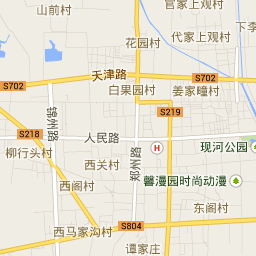 山前村
官家上观村
代家上观村
下李
花园村
天津路
S702
S702
白果园村
姜家疃村
S219
韩州路
S218
人民路
现河公园
柳行头村
西关村
郑州路
H
馨漫园时尚动漫
西阁村
东阁村
S804
西马家沟村
谭家庄